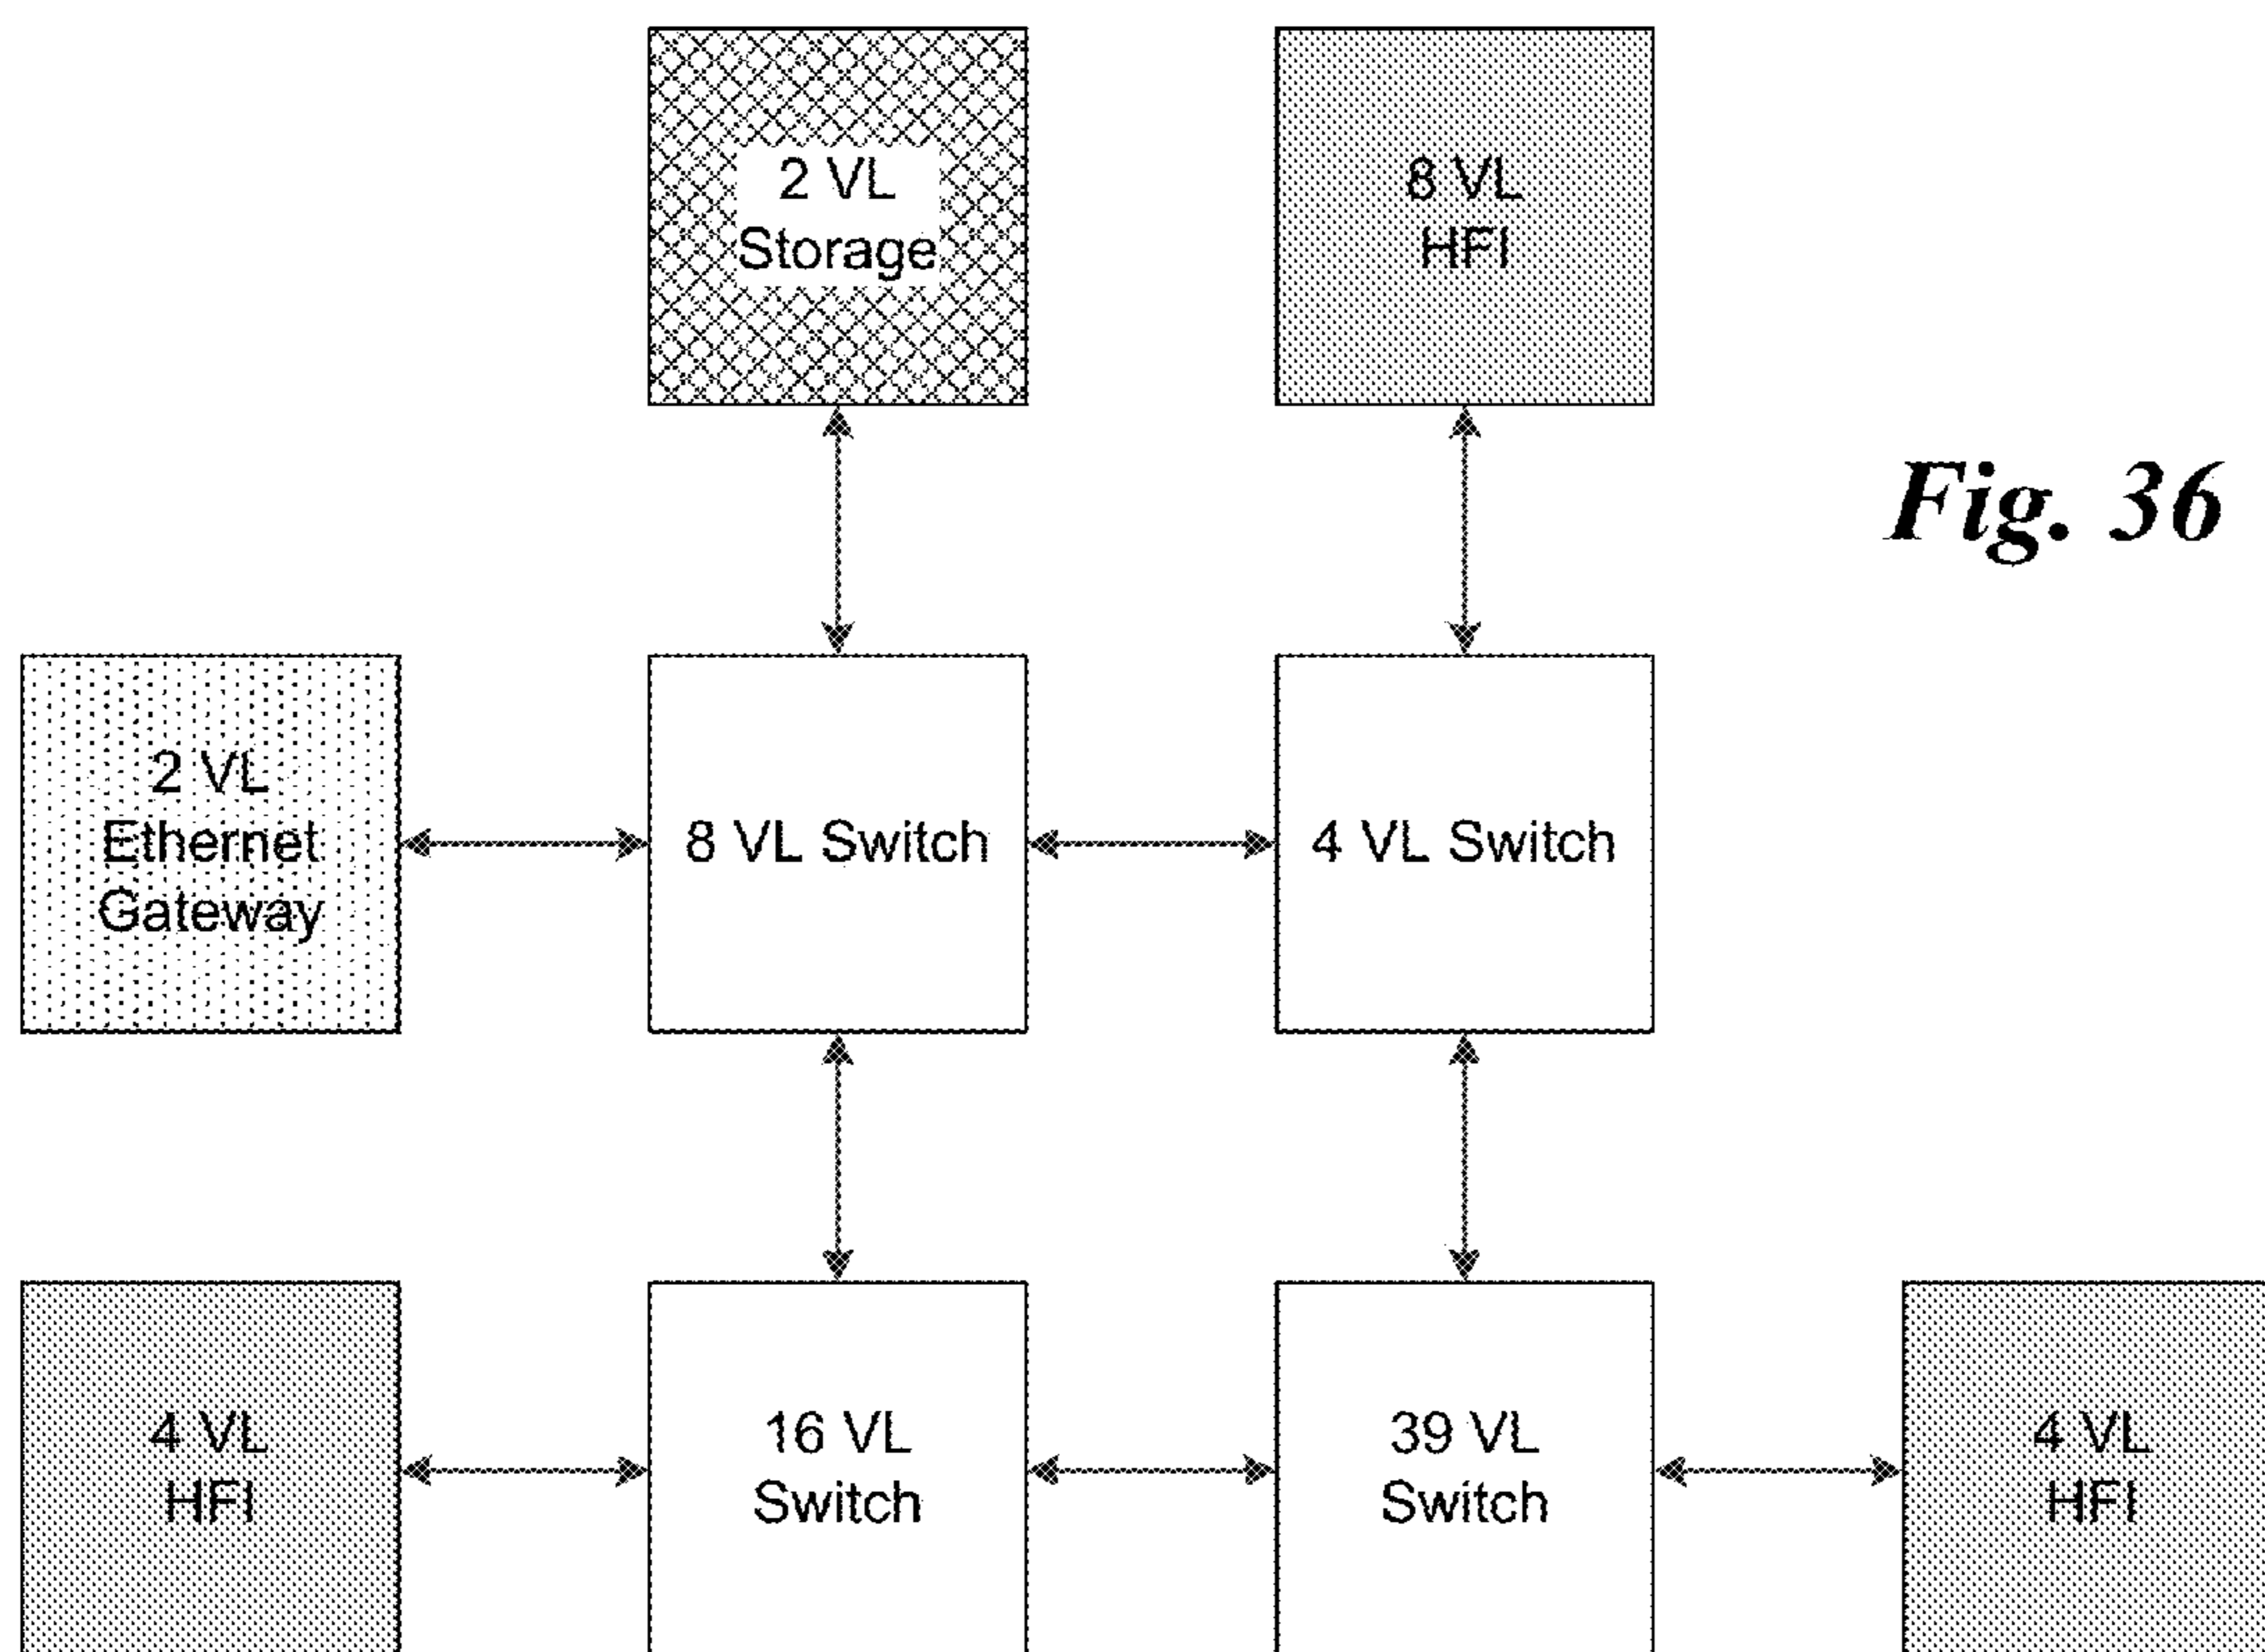 2 VL
Storage
8 VL
HFI
Fig. 36
2 VL
Ethernet
Gateway
8 VL Switch
4 VL Switch
4 VL
HFI
16 VL
Switch
39 VL
Switch
4 VL
HFI